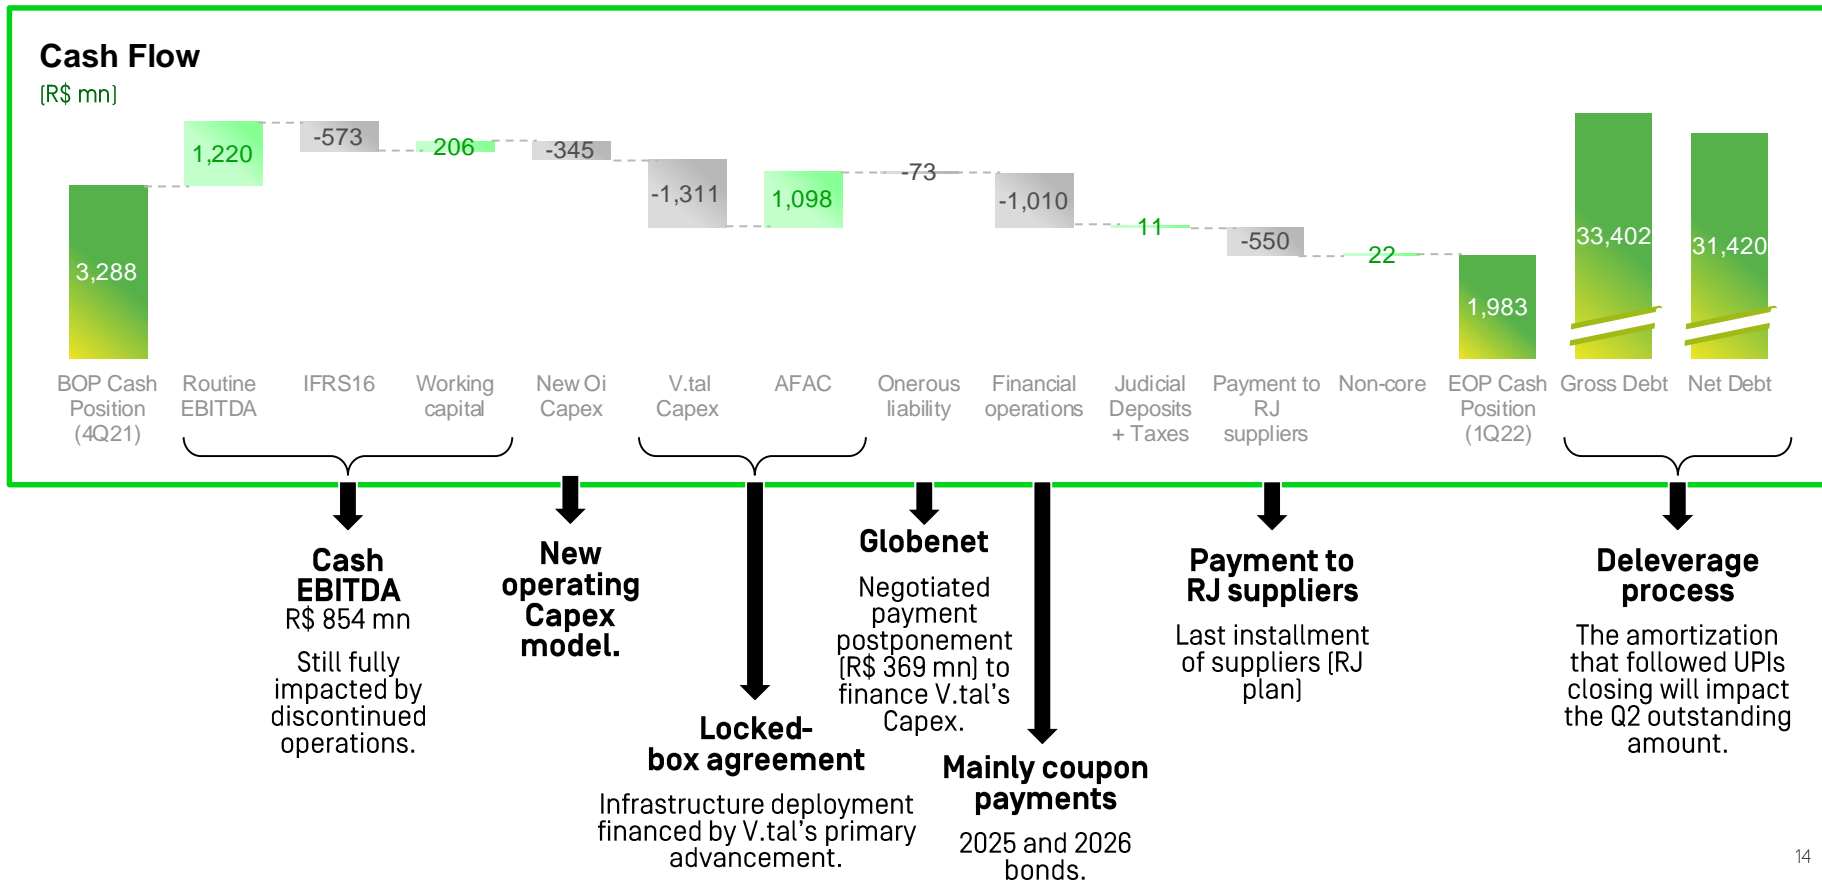 Cash Flow
(R$ mn)
3,288
1,220
-573
206
-345
-1,311
1,098
-73
-1,010
11
-550
22
1,983
33,402
31,420
BOP Cash
Position
(4Q21)
Routine
EBITDA
IFRS16
Working
capital
New Oi
Capex
V.tal
Capex
AFAC
Onerous
liability
Financial
operations
Judicial
Deposits
+ Taxes
Payment to
RJ
suppliers
Non-core
EOP Cash
Position
(1Q22)
Gross Debt
Net Debt
Cash
EBITDA
R$ 854 mn
Still fully
impacted by
discontinued
operations.
New
operating
Capex
model.
Locked-
box agreement
Infrastructure deployment
financed by V.tal's primary
advancement.
Globenet
Negotiated
payment
postponement
(R$ 369 mn) to
finance V.tal's
Capex.
Mainly coupon
payments
2025 and 2026
bonds.
Payment to
RJ suppliers
Last installment
of suppliers (RJ
plan)
Deleverage
process
The amortization
that followed UPIs
closing will impact
the Q2 outstanding
amount.
14